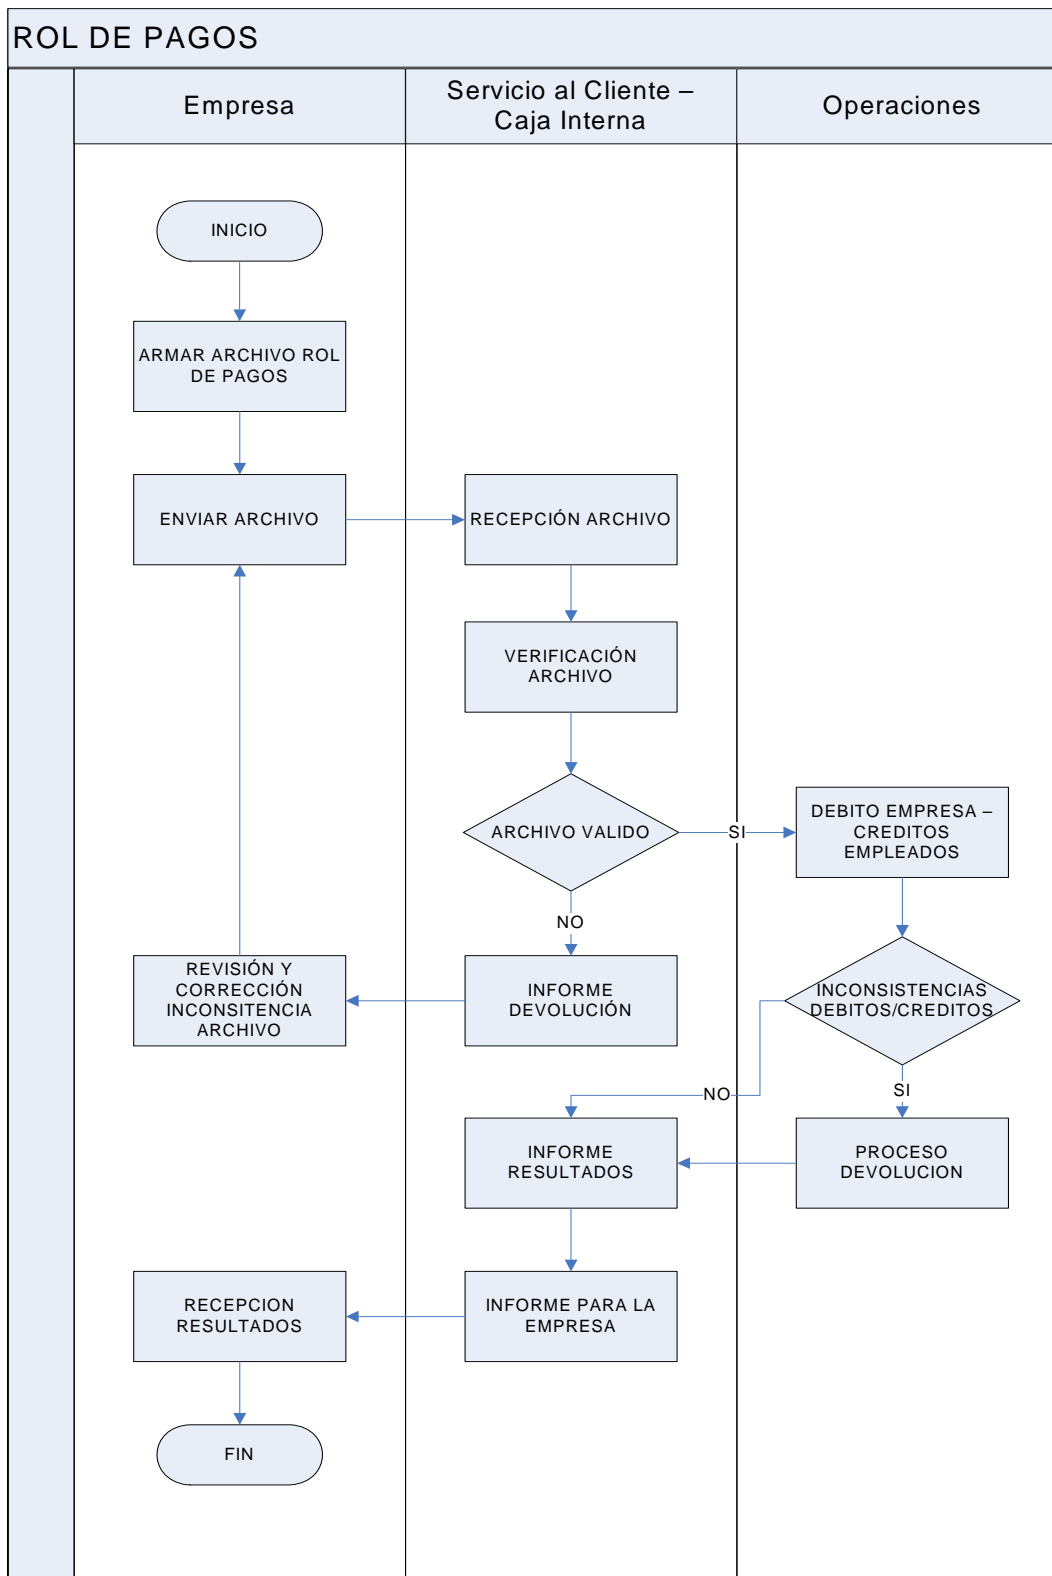 ROL DE PAGOS
Empresa
Servicio al Cliente –
Caja Interna
Operaciones
INICIO
ARMAR ARCHIVO ROL
DE PAGOS
ENVIAR ARCHIVO
RECEPCIÓN ARCHIVO
VERIFICACIÓN
ARCHIVO
ARCHIVO VALIDO
SI
DEBITO EMPRESA –
CREDITOS
EMPLEADOS
NO
REVISIÓN Y
CORRECCIÓN
INCONSITENCIA
ARCHIVO
INFORME
DEVOLUCIÓN
INCONSISTENCIAS
DEBITOS/CREDITOS
NO
SI
INFORME
RESULTADOS
PROCESO
DEVOLUCION
RECEPCION
RESULTADOS
INFORME PARA LA
EMPRESA
FIN